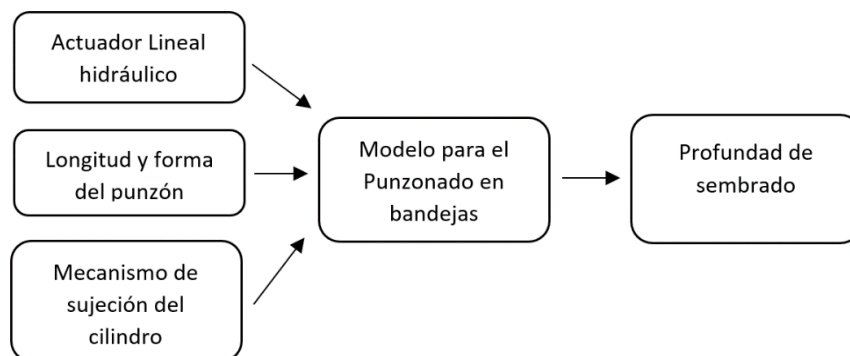 Actuador Lineal
hidráulico
Longitud y forma
del punzón
Mecanismo de
sujeción del
cilindro
Modelo para el
Punzonado en
bandejas
Profundad de
sembrado